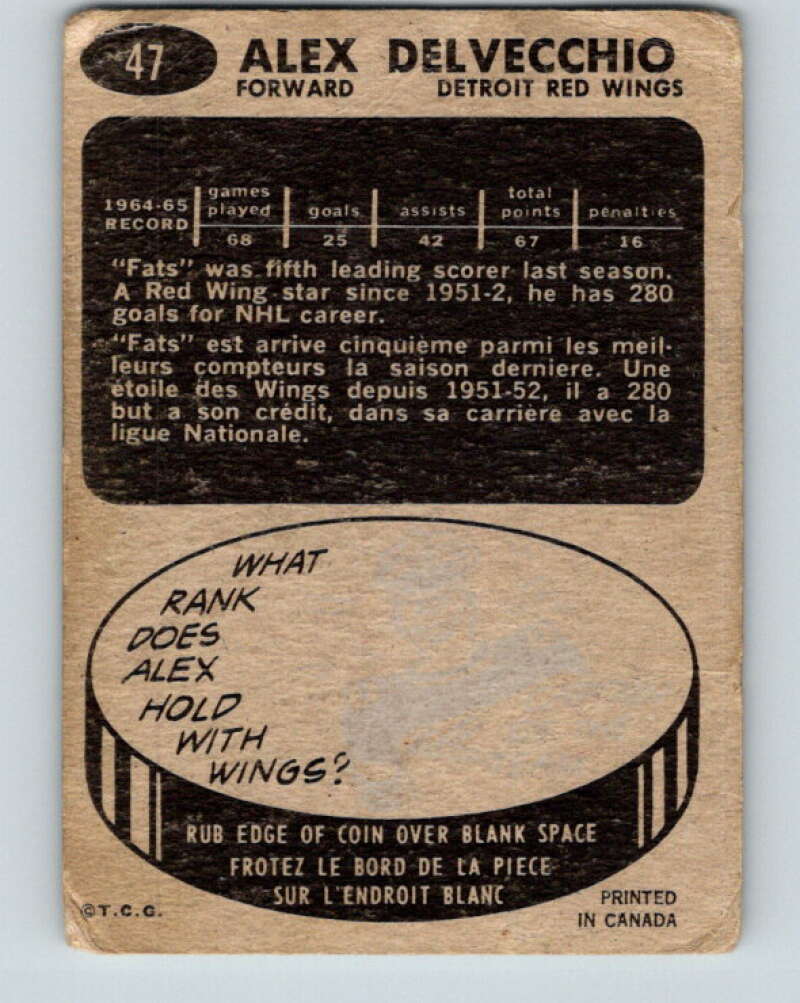 47 ALEX DELVECCHIO
FORWARD DETROIT RED WINGS
1964-65 RECORD games played goals assists total points penalties
68 25 42 67 16
"Fats" was fifth leading scorer last season.
A Red Wing star since 1951-2, he has 280
goals for NHL career.
"Fats" est arrive cinquième parmi les meil-
leurs compteurs la saison derniere. Une
étoile des Wings depuis 1951-52, il a 280
but a son crédit, dans sa carrière avec la
ligue Nationale.
WHAT
RANK
DOES
ALEX
HOLD
WITH
WINGS?
RUB EDGE OF COIN OVER BLANK SPACE
FROTEZ LE BORD DE LA PIECE
SUR L'ENDROIT BLANC
©T.C.G.
PRINTED
IN CANADA